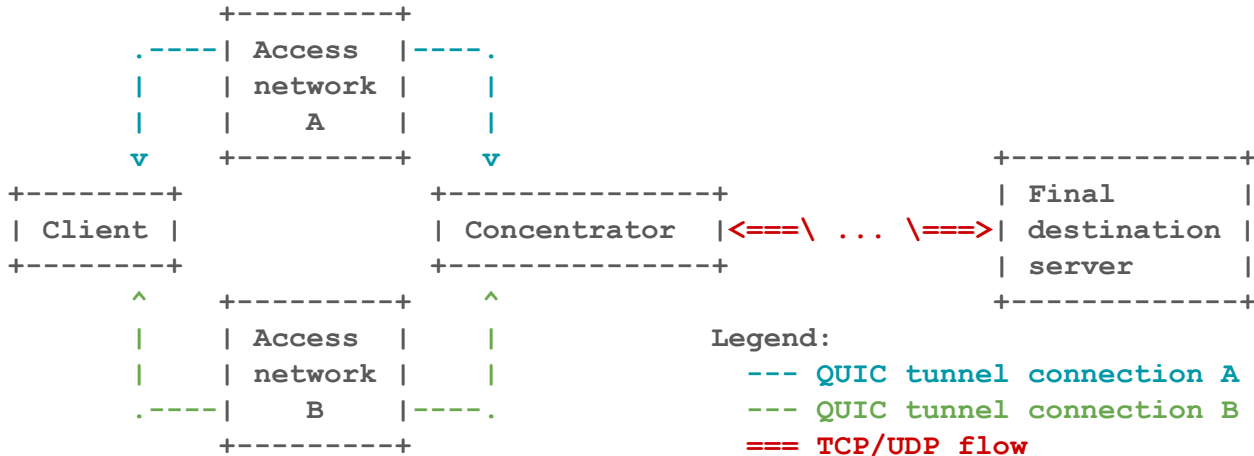 +---------+
.----| Access  |----.
|    | network |    |
|    |    A    |    |
v    +---------+    v                            +-------------+
+--------+              +---------------+               | Final       |
| Client |              | Concentrator  |<===\ ... \===>| destination |
+--------+              +---------------+               | server      |
^    +---------+    ^                            +-------------+
|    | Access  |    |            Legend:
|    | network |    |              --- QUIC tunnel connection A
.----|    B    |----.              --- QUIC tunnel connection B
+---------+                   === TCP/UDP flow